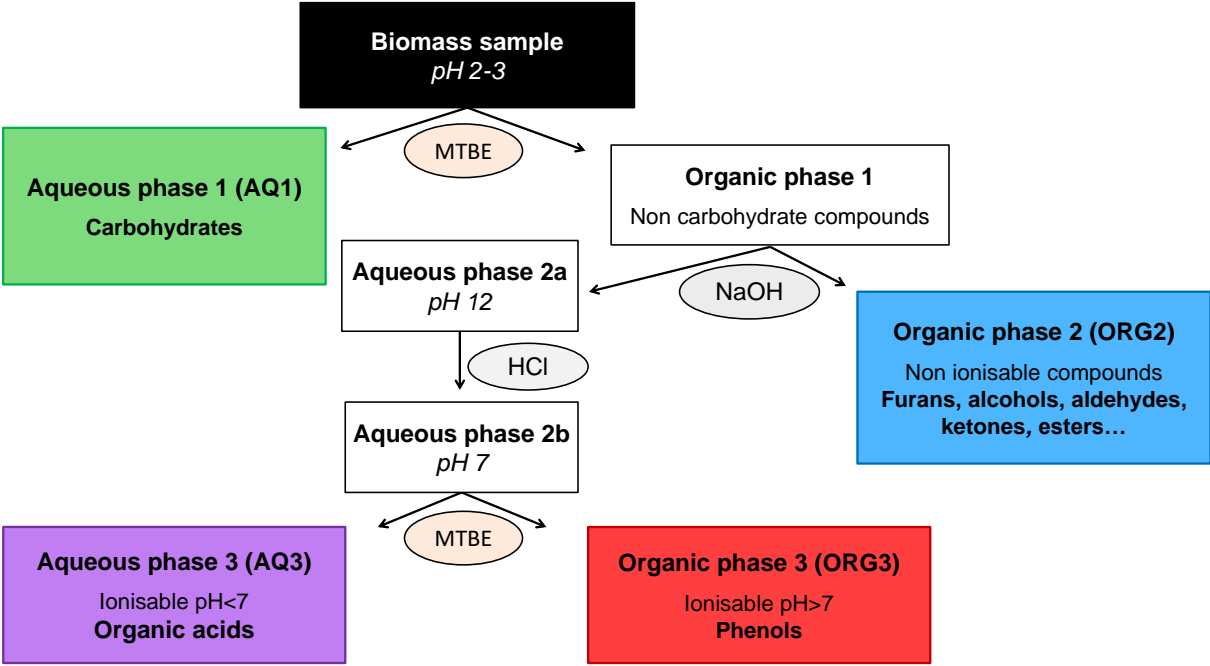 Biomass sample
pH 2-3
MTBE
Aqueous phase 1 (AQ1)
Carbohydrates
Organic phase 1
Non carbohydrate compounds
Aqueous phase 2a
pH 12
NaOH
Organic phase 2 (ORG2)
Non ionisable compounds
Furans, alcohols, aldehydes,
ketones, esters…
HCl
Aqueous phase 2b
pH 7
MTBE
Aqueous phase 3 (AQ3)
Ionisable pH<7
Organic acids
Organic phase 3 (ORG3)
Ionisable pH>7
Phenols